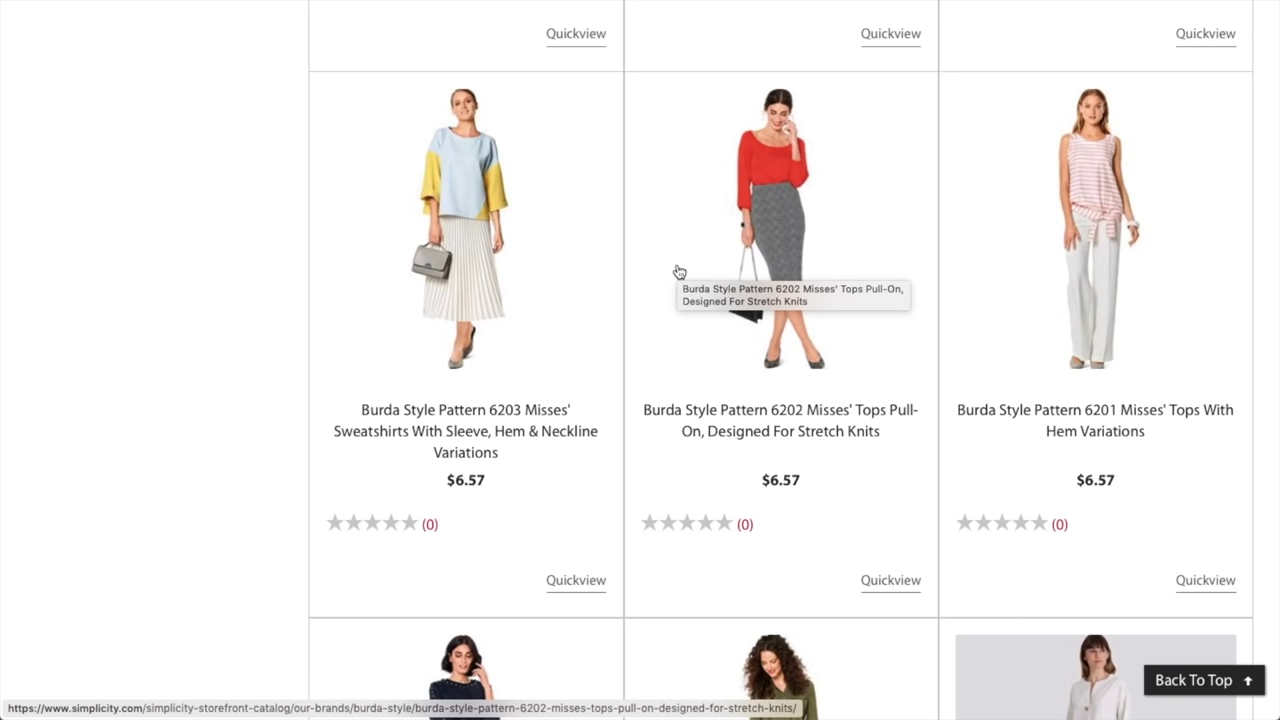 Quickview
Quickview
Quickview
Burda Style Pattern 6202 Misses' Tops Pull-On,
Designed For Stretch Knits
Burda Style Pattern 6203 Misses'
Sweatshirts With Sleeve, Hem & Neckline
Variations
$6.57
(0)
Quickview
Burda Style Pattern 6202 Misses' Tops Pull-
On, Designed For Stretch Knits
$6.57
(0)
Quickview
Burda Style Pattern 6201 Misses' Tops With
Hem Variations
$6.57
(0)
Quickview
Back To Top
https://www.simplicity.com/simplicity-storefront-catalog/our-brands/burda-style/burda-style-pattern-6202-misses-tops-pull-on-designed-for-stretch-knits/